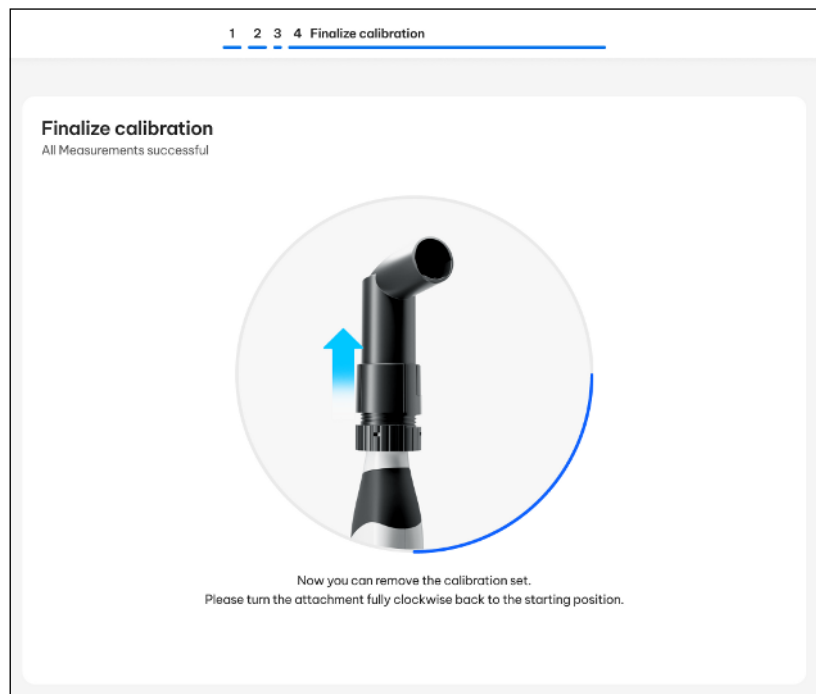 1 2 3 4 Finalize calibration
Finalize calibration
All Measurements successful
Now you can remove the calibration set.
Please turn the attachment fully clockwise back to the starting position.